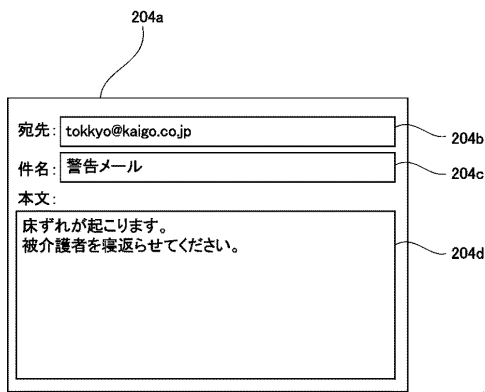 204a
宛先: tokkyo@kaigo.co.jp
204b
件名: 警告メール
204c
本文:
床ずれが起こります。
被介護者を寝返らせてください。
204d